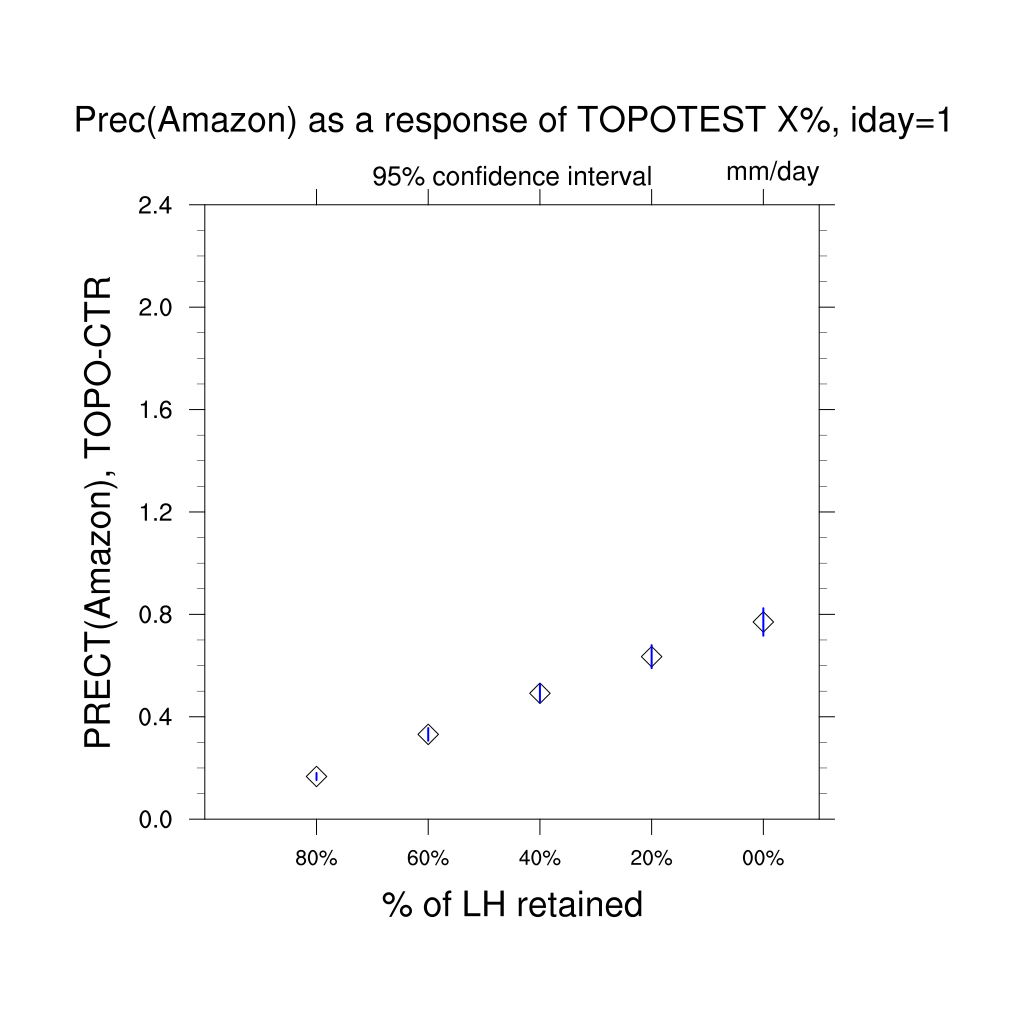 Prec(Amazon) as a response of TOPOTEST X%, iday=1
95% confidence interval
mm/day
PRECT(Amazon), TOPO-CTR
2.4
2.0
1.6
1.2
0.8
0.4
0.0
80% 60% 40% 20% 00%
% of LH retained